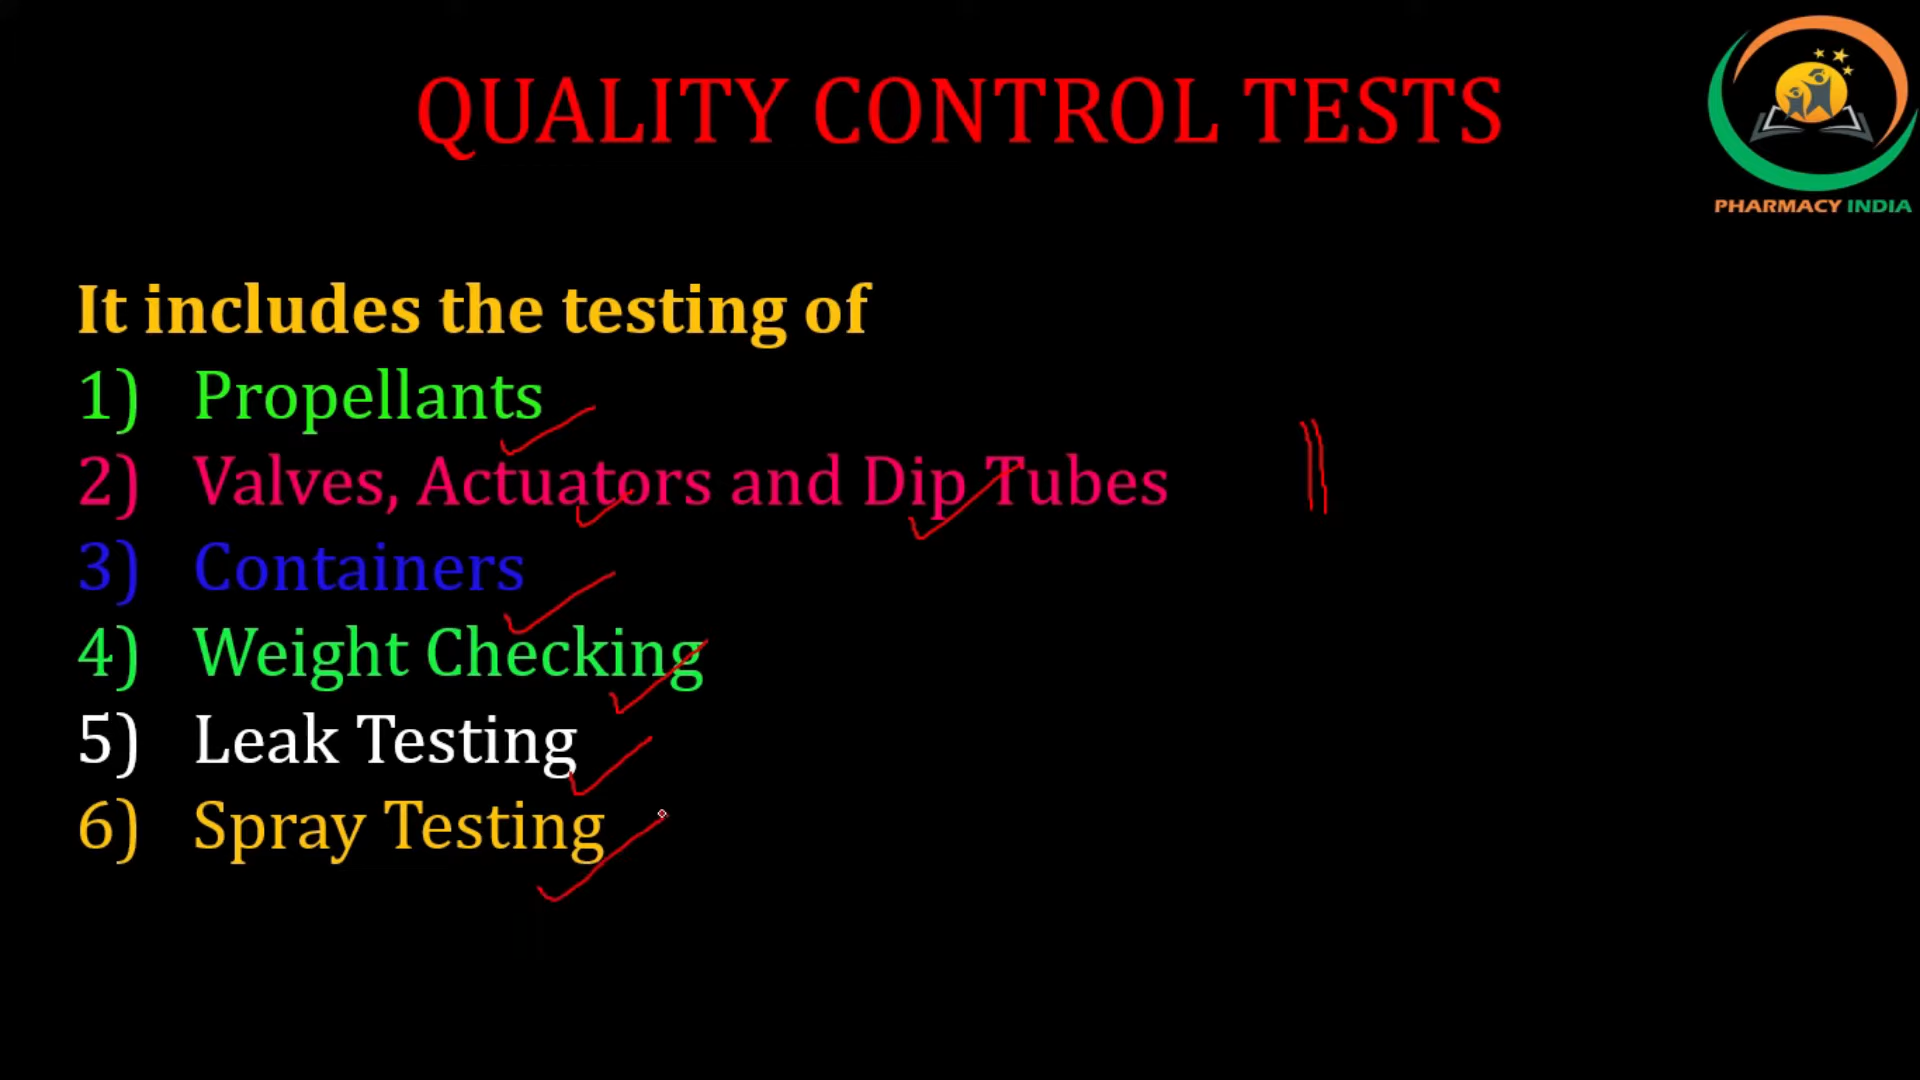 QUALITY CONTROL TESTS
PHARMACY INDIA
It includes the testing of
1) Propellants
2) Valves, Actuators and Dip Tubes
3) Containers
4) Weight Checking
5) Leak Testing
6) Spray Testing